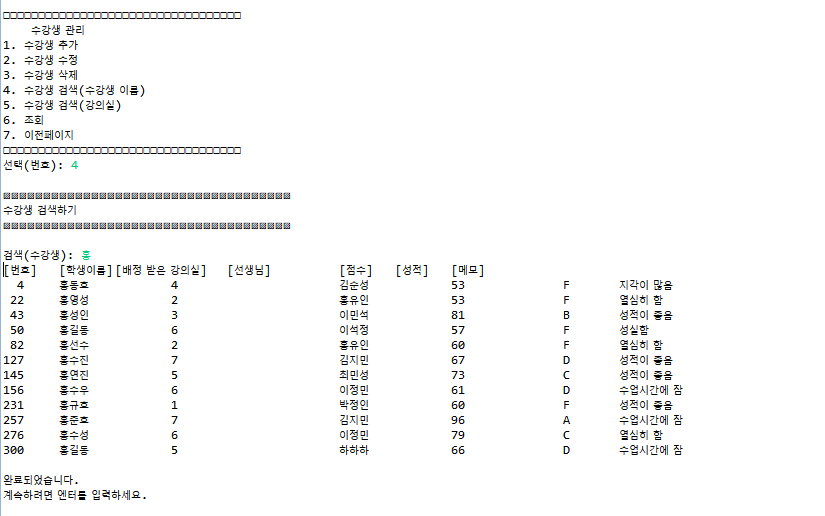 □□□□□□□□□□□□□□□□□□□□□□□□□□□□□□□□□□
수강생 관리
1. 수강생 추가
2. 수강생 수정
3. 수강생 삭제
4. 수강생 검색(수강생 이름)
5. 수강생 검색(강의실)
6. 조회
7. 이전페이지
□□□□□□□□□□□□□□□□□□□□□□□□□□□□□□□□□□
선택(번호): 4
▨▨▨▨▨▨▨▨▨▨▨▨▨▨▨▨▨▨▨▨▨▨▨▨▨▨▨▨▨▨▨▨▨▨▨▨
수강생 검색하기
▨▨▨▨▨▨▨▨▨▨▨▨▨▨▨▨▨▨▨▨▨▨▨▨▨▨▨▨▨▨▨▨▨▨▨▨
검색(수강생): 홍
[번호] [학생이름][배정 받은 강의실] [선생님] [점수] [성적] [메모]
4 홍동호 4 김순성 53 F 지각이 많음
22 홍영성 2 홍유인 53 F 열심히 함
43 홍성인 3 이민석 81 B 성적이 좋음
50 홍길동 6 이석정 57 F 성실함
82 홍선수 2 홍유인 60 F 열심히 함
127 홍수진 7 김지민 67 D 성적이 좋음
145 홍연진 5 최민성 73 C 성적이 좋음
156 홍수우 6 이정민 61 D 수업시간에 잠
231 홍규호 1 박정인 60 F 성적이 좋음
257 홍준호 7 김지민 96 A 수업시간에 잠
276 홍수성 6 이정민 79 C 열심히 함
300 홍길동 5 하하하 66 D 수업시간에 잠
완료되었습니다.
계속하려면 엔터를 입력하세요.